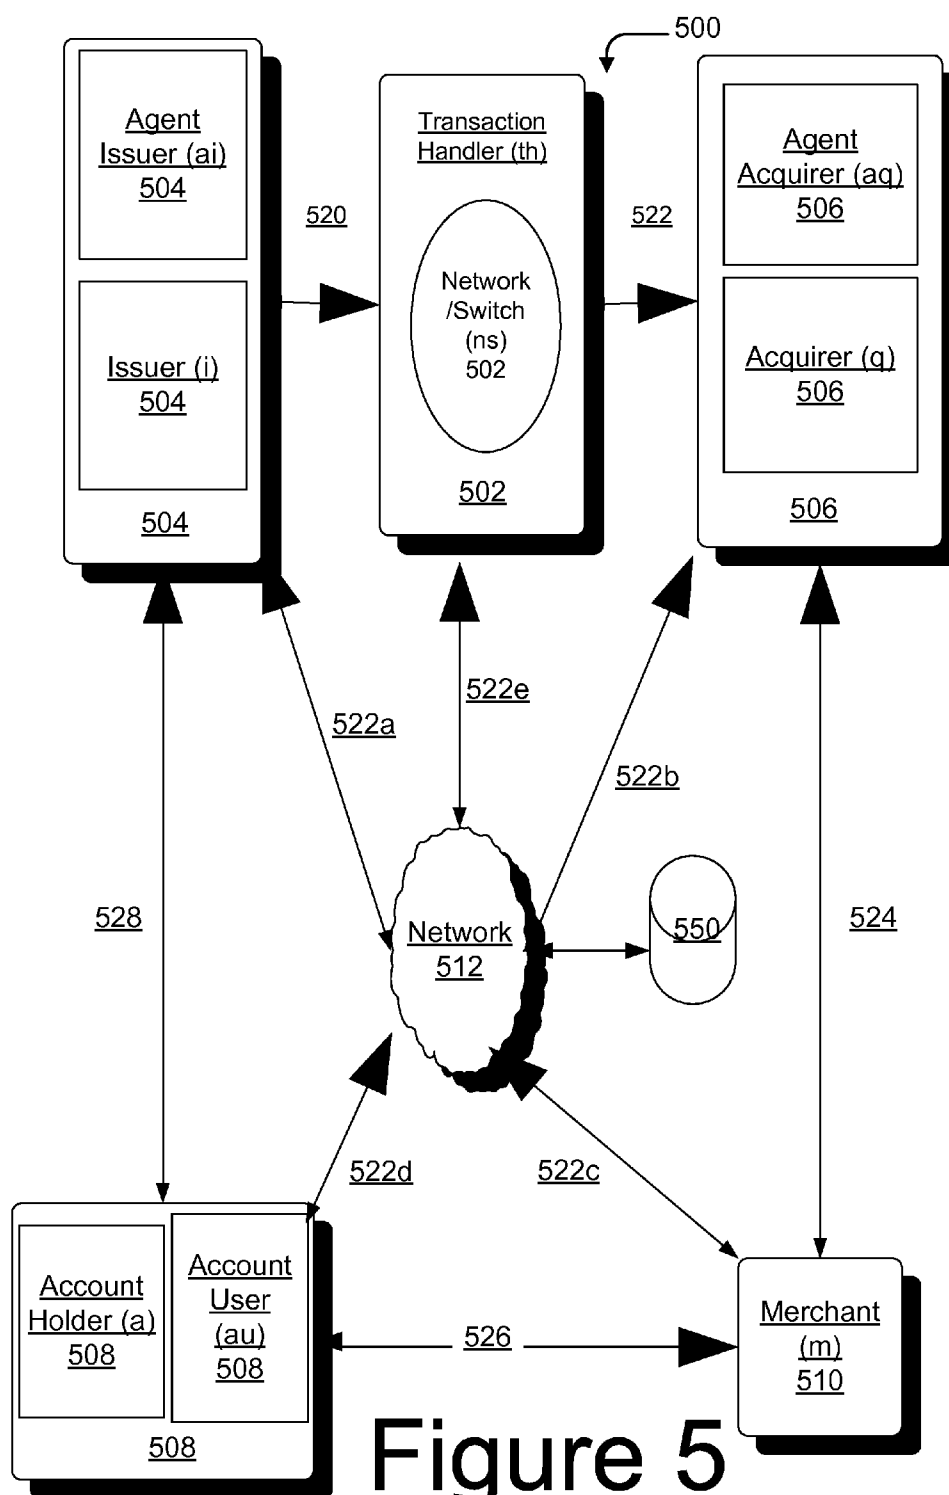 500
Agent
Issuer (ai)
504
Issuer (i)
504
504
520
Transaction
Handler (th)
Network
/Switch
(ns)
502
502
522
Agent
Acquirer (aq)
506
Acquirer (q)
506
506
522a
522e
522b
528
Network
512
550
524
522d
522c
Account
Holder (a)
508
Account
User
(au)
508
508
526
Merchant
(m)
510
Figure 5